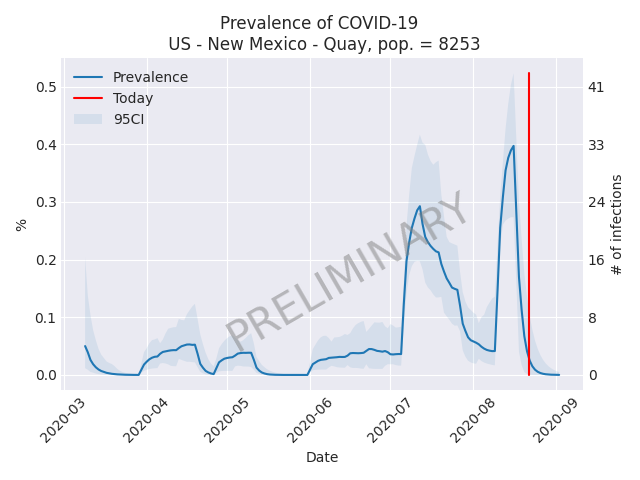 Prevalence of COVID-19
US - New Mexico - Quay, pop. = 8253
Prevalence
Today
95CI
%
0.5
0.4
0.3
0.2
0.1
0.0
41
33
24
16
8
0
# of infections
PRELIMINARY
2020-03
2020-04
2020-05
2020-06
2020-07
2020-08
2020-09
Date